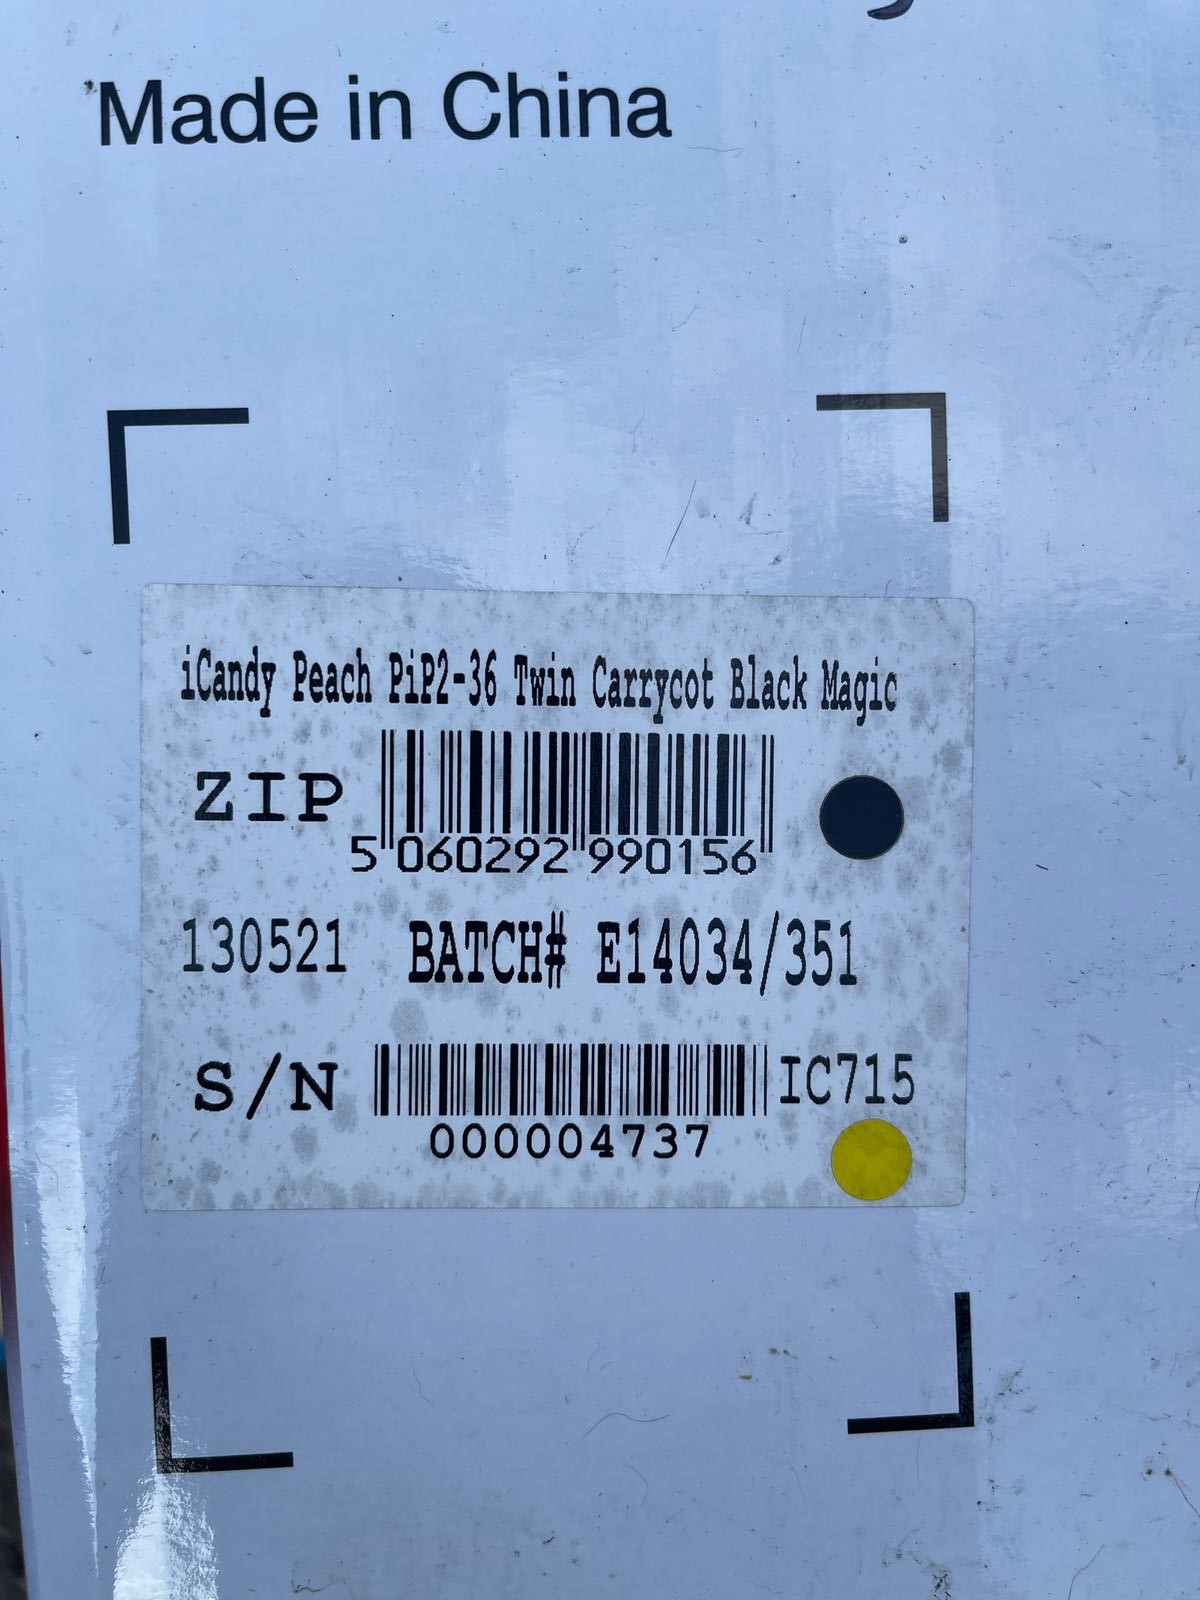 Made in China
iCandy Peach PiP2-36 Twin Carrycot Black Magic
ZIP
5 060292 990156
130521 BATCH# E14034/351
S/N IC715
000004737